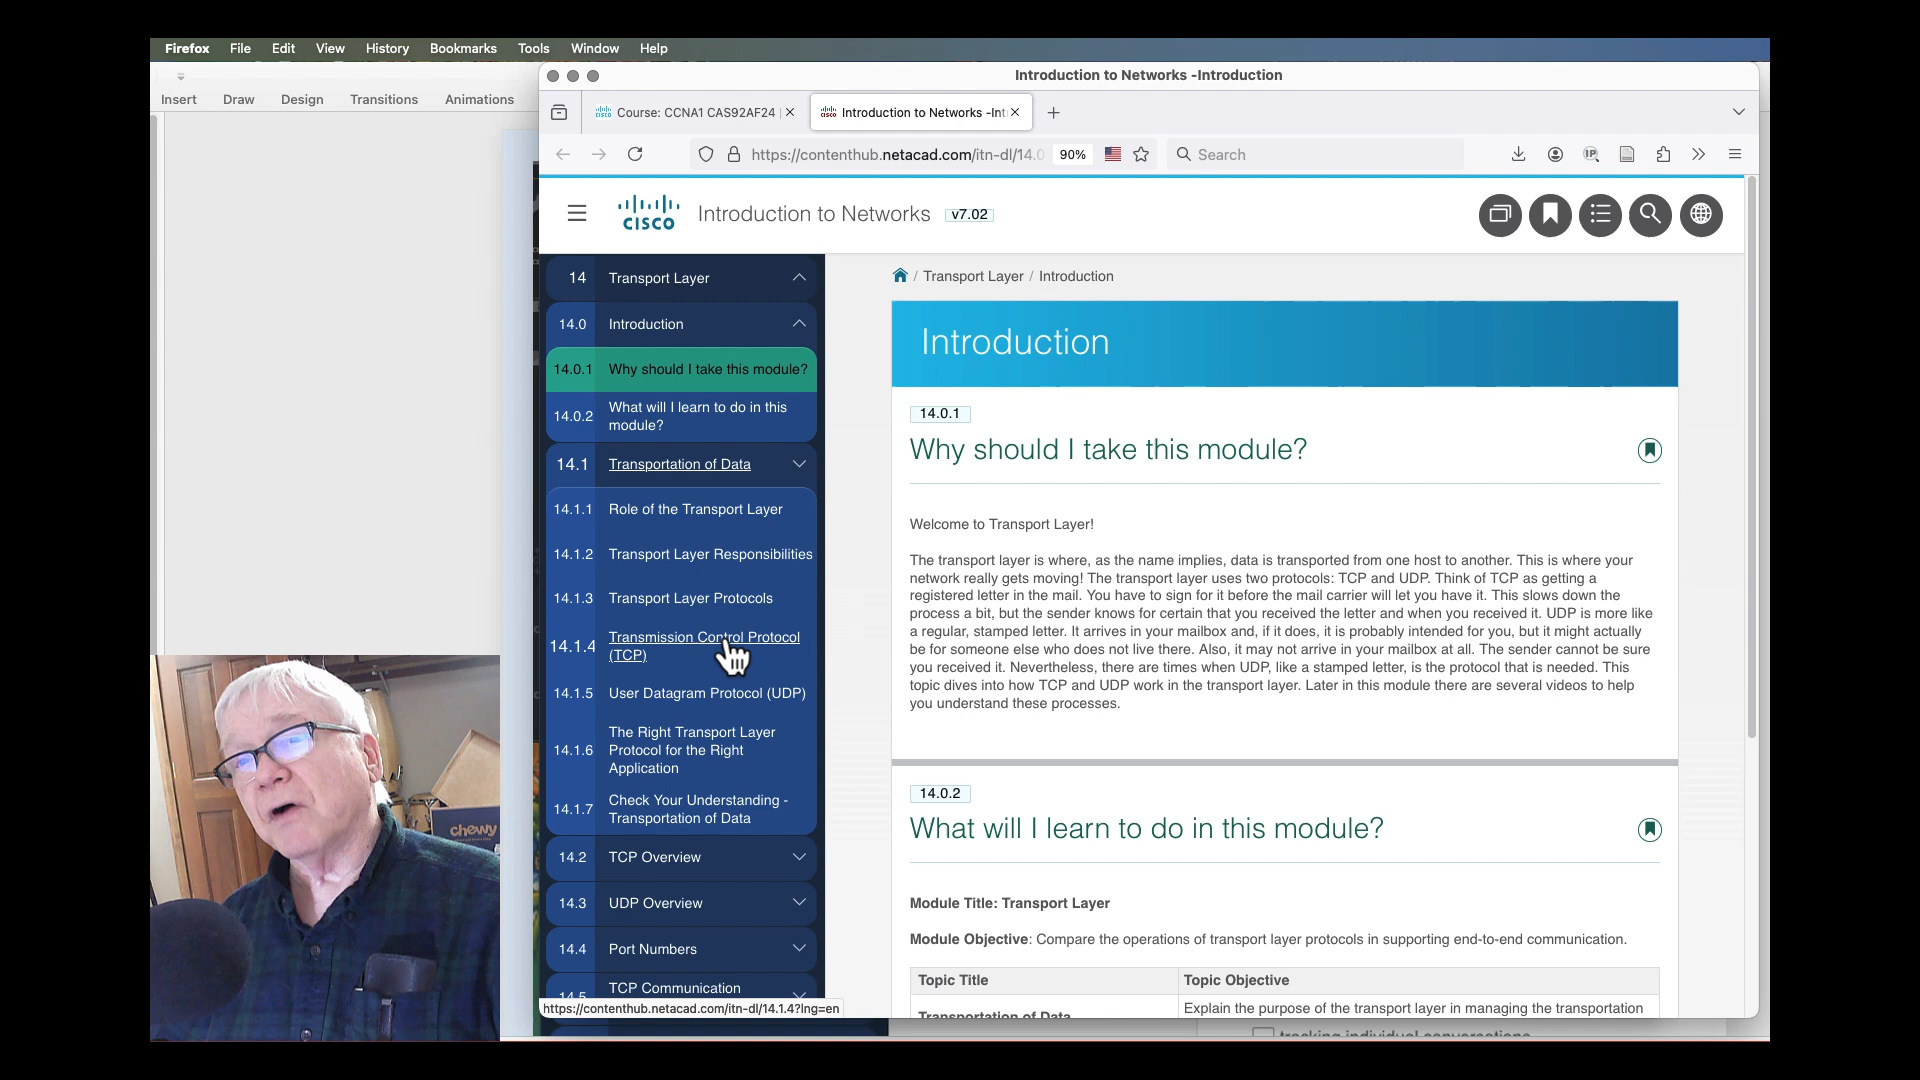 Firefox File Edit View History Bookmarks Tools Window Help
Introduction to Networks -Introduction
Insert Draw Design Transitions Animations
Course: CCNA1 CAS92AF24
Introduction to Networks -Int
https://contenthub.netacad.com/itn-dl/14.0
90%
Search
CISCO
Introduction to Networks v7.02
14 Transport Layer
14.0 Introduction
14.0.1 Why should I take this module?
14.0.2 What will I learn to do in this
module?
14.1 Transportation of Data
14.1.1 Role of the Transport Layer
14.1.2 Transport Layer Responsibilities
14.1.3 Transport Layer Protocols
14.1.4 Transmission Control Protocol
(TCP)
14.1.5 User Datagram Protocol (UDP)
14.1.6 The Right Transport Layer
Protocol for the Right
Application
14.1.7 Check Your Understanding -
Transportation of Data
14.2 TCP Overview
14.3 UDP Overview
14.4 Port Numbers
14.5 TCP Communication
https://contenthub.netacad.com/itn-dl/14.1.4?lng=en
/ Transport Layer / Introduction
Introduction
14.0.1
Why should I take this module?
Welcome to Transport Layer!
The transport layer is where, as the name implies, data is transported from one host to another. This is where your
network really gets moving! The transport layer uses two protocols: TCP and UDP. Think of TCP as getting a
registered letter in the mail. You have to sign for it before the mail carrier will let you have it. This slows down the
process a bit, but the sender knows for certain that you received the letter and when you received it. UDP is more like
a regular, stamped letter. It arrives in your mailbox and, if it does, it is probably intended for you, but it might actually
be for someone else who does not live there. Also, it may not arrive in your mailbox at all. The sender cannot be sure
you received it. Nevertheless, there are times when UDP, like a stamped letter, is the protocol that is needed. This
topic dives into how TCP and UDP work in the transport layer. Later in this module there are several videos to help
you understand these processes.
14.0.2
What will I learn to do in this module?
Module Title: Transport Layer
Module Objective: Compare the operations of transport layer protocols in supporting end-to-end communication.
Topic Title Topic Objective
Transportation of Data Explain the purpose of the transport layer in managing the transportation
tracking individual conversations
chewy